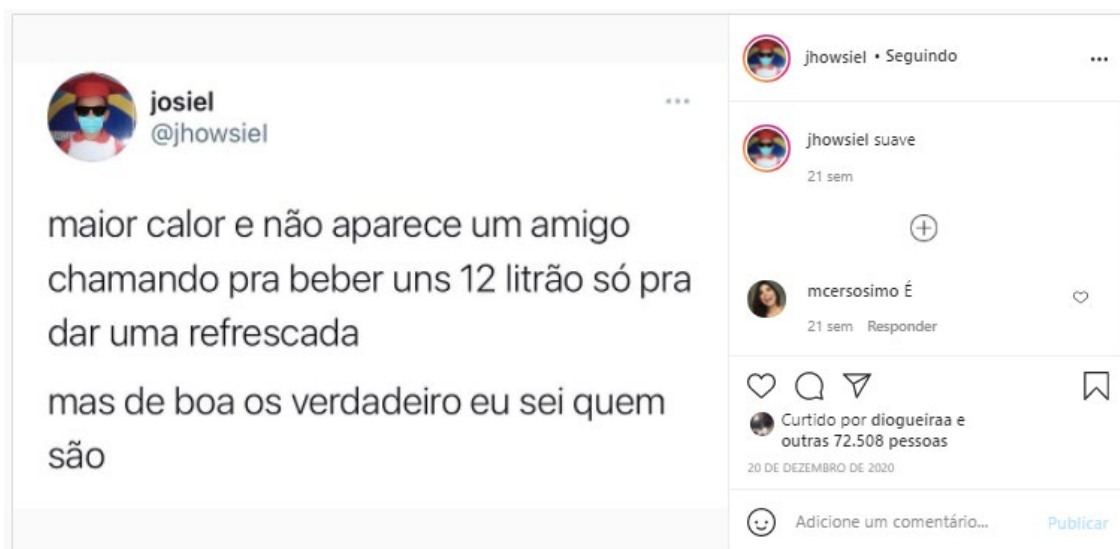 josiel
@jhowsiel
maior calor e não aparece um amigo
chamando pra beber uns 12 litrão só pra
dar uma refrescada
mas de boa os verdadeiro eu sei quem
são
jhowsiel • Seguindo
jhowsiel suave
21 sem
mcersosimo É
21 sem Responder
Curtido por diogueiraa e
outras 72.508 pessoas
20 DE DEZEMBRO DE 2020
Adicione um comentário... Publicar